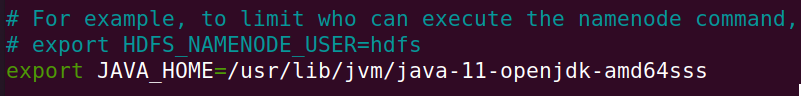 # For example, to limit who can execute the namenode command,
# export HDFS_NAMENODE_USER=hdfs
export JAVA_HOME=/usr/lib/jvm/java-11-openjdk-amd64sss